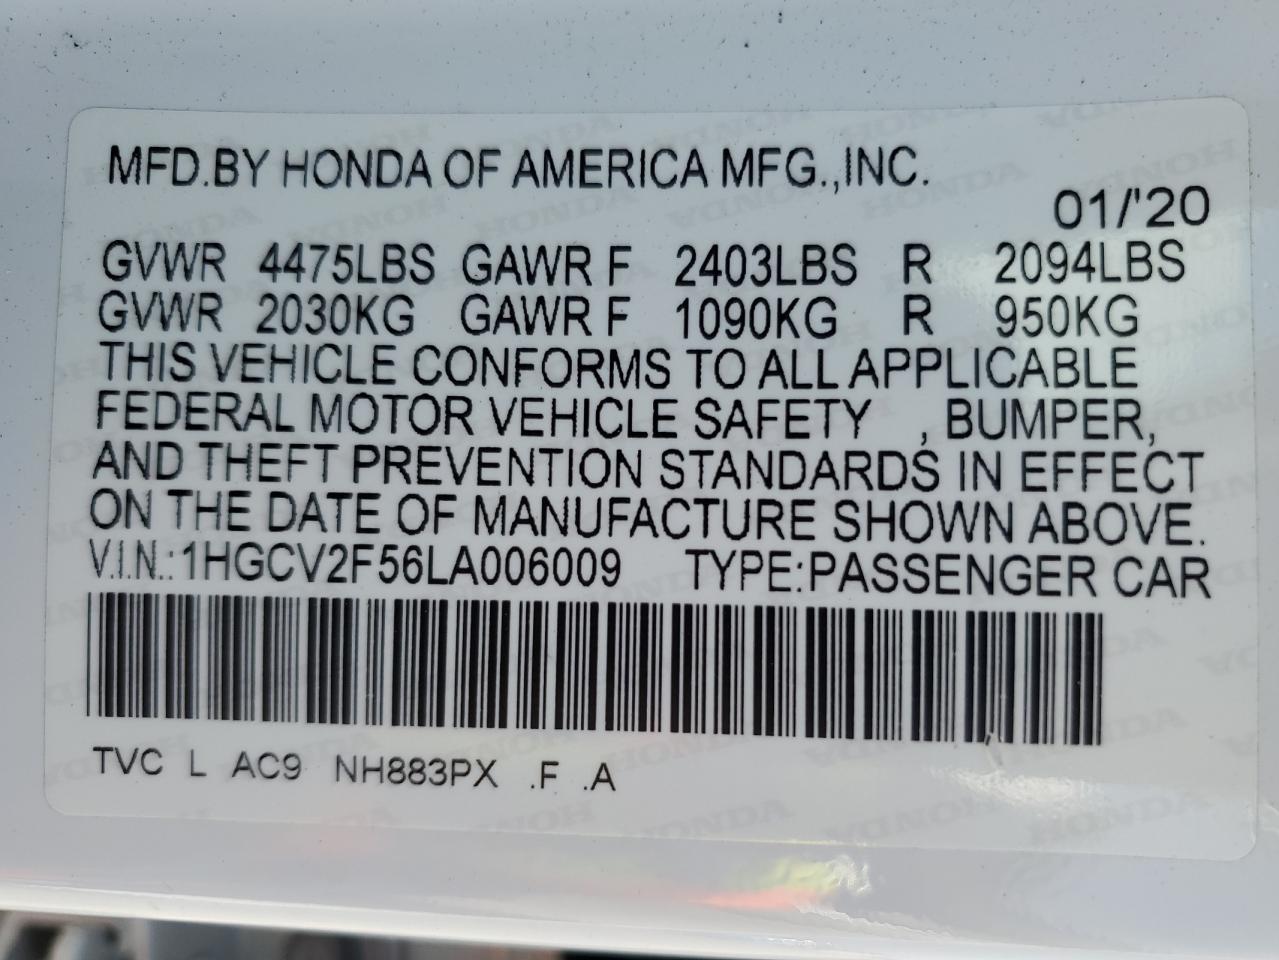 MFD.BY HONDA OF AMERICA MFG.,INC.
01/'20
GVWR 4475LBS GAWR F 2403LBS R 2094LBS
GVWR 2030KG GAWR F 1090KG R 950KG
THIS VEHICLE CONFORMS TO ALL APPLICABLE
FEDERAL MOTOR VEHICLE SAFETY , BUMPER,
AND THEFT PREVENTION STANDARDS IN EFFECT
ON THE DATE OF MANUFACTURE SHOWN ABOVE.
V.I.N.:1HGCV2F56LA006009 TYPE:PASSENGER CAR
TVC L AC9 NH883PX .F .A